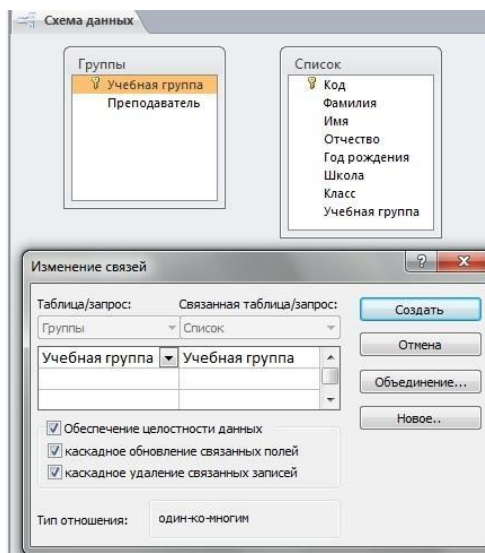 Схема данных
Группы
Учебная группа
Преподаватель
Список
Код
Фамилия
Имя
Отчество
Год рождения
Школа
Класс
Учебная группа
Изменение связей
?
Таблица/запрос: Связанная таблица/запрос:
Группы Список
Учебная группа Учебная группа
Обеспечение целостности данных
каскадное обновление связанных полей
каскадное удаление связанных записей
Тип отношения: один-ко-многим
Создать
Отмена
Объединение...
Новое..